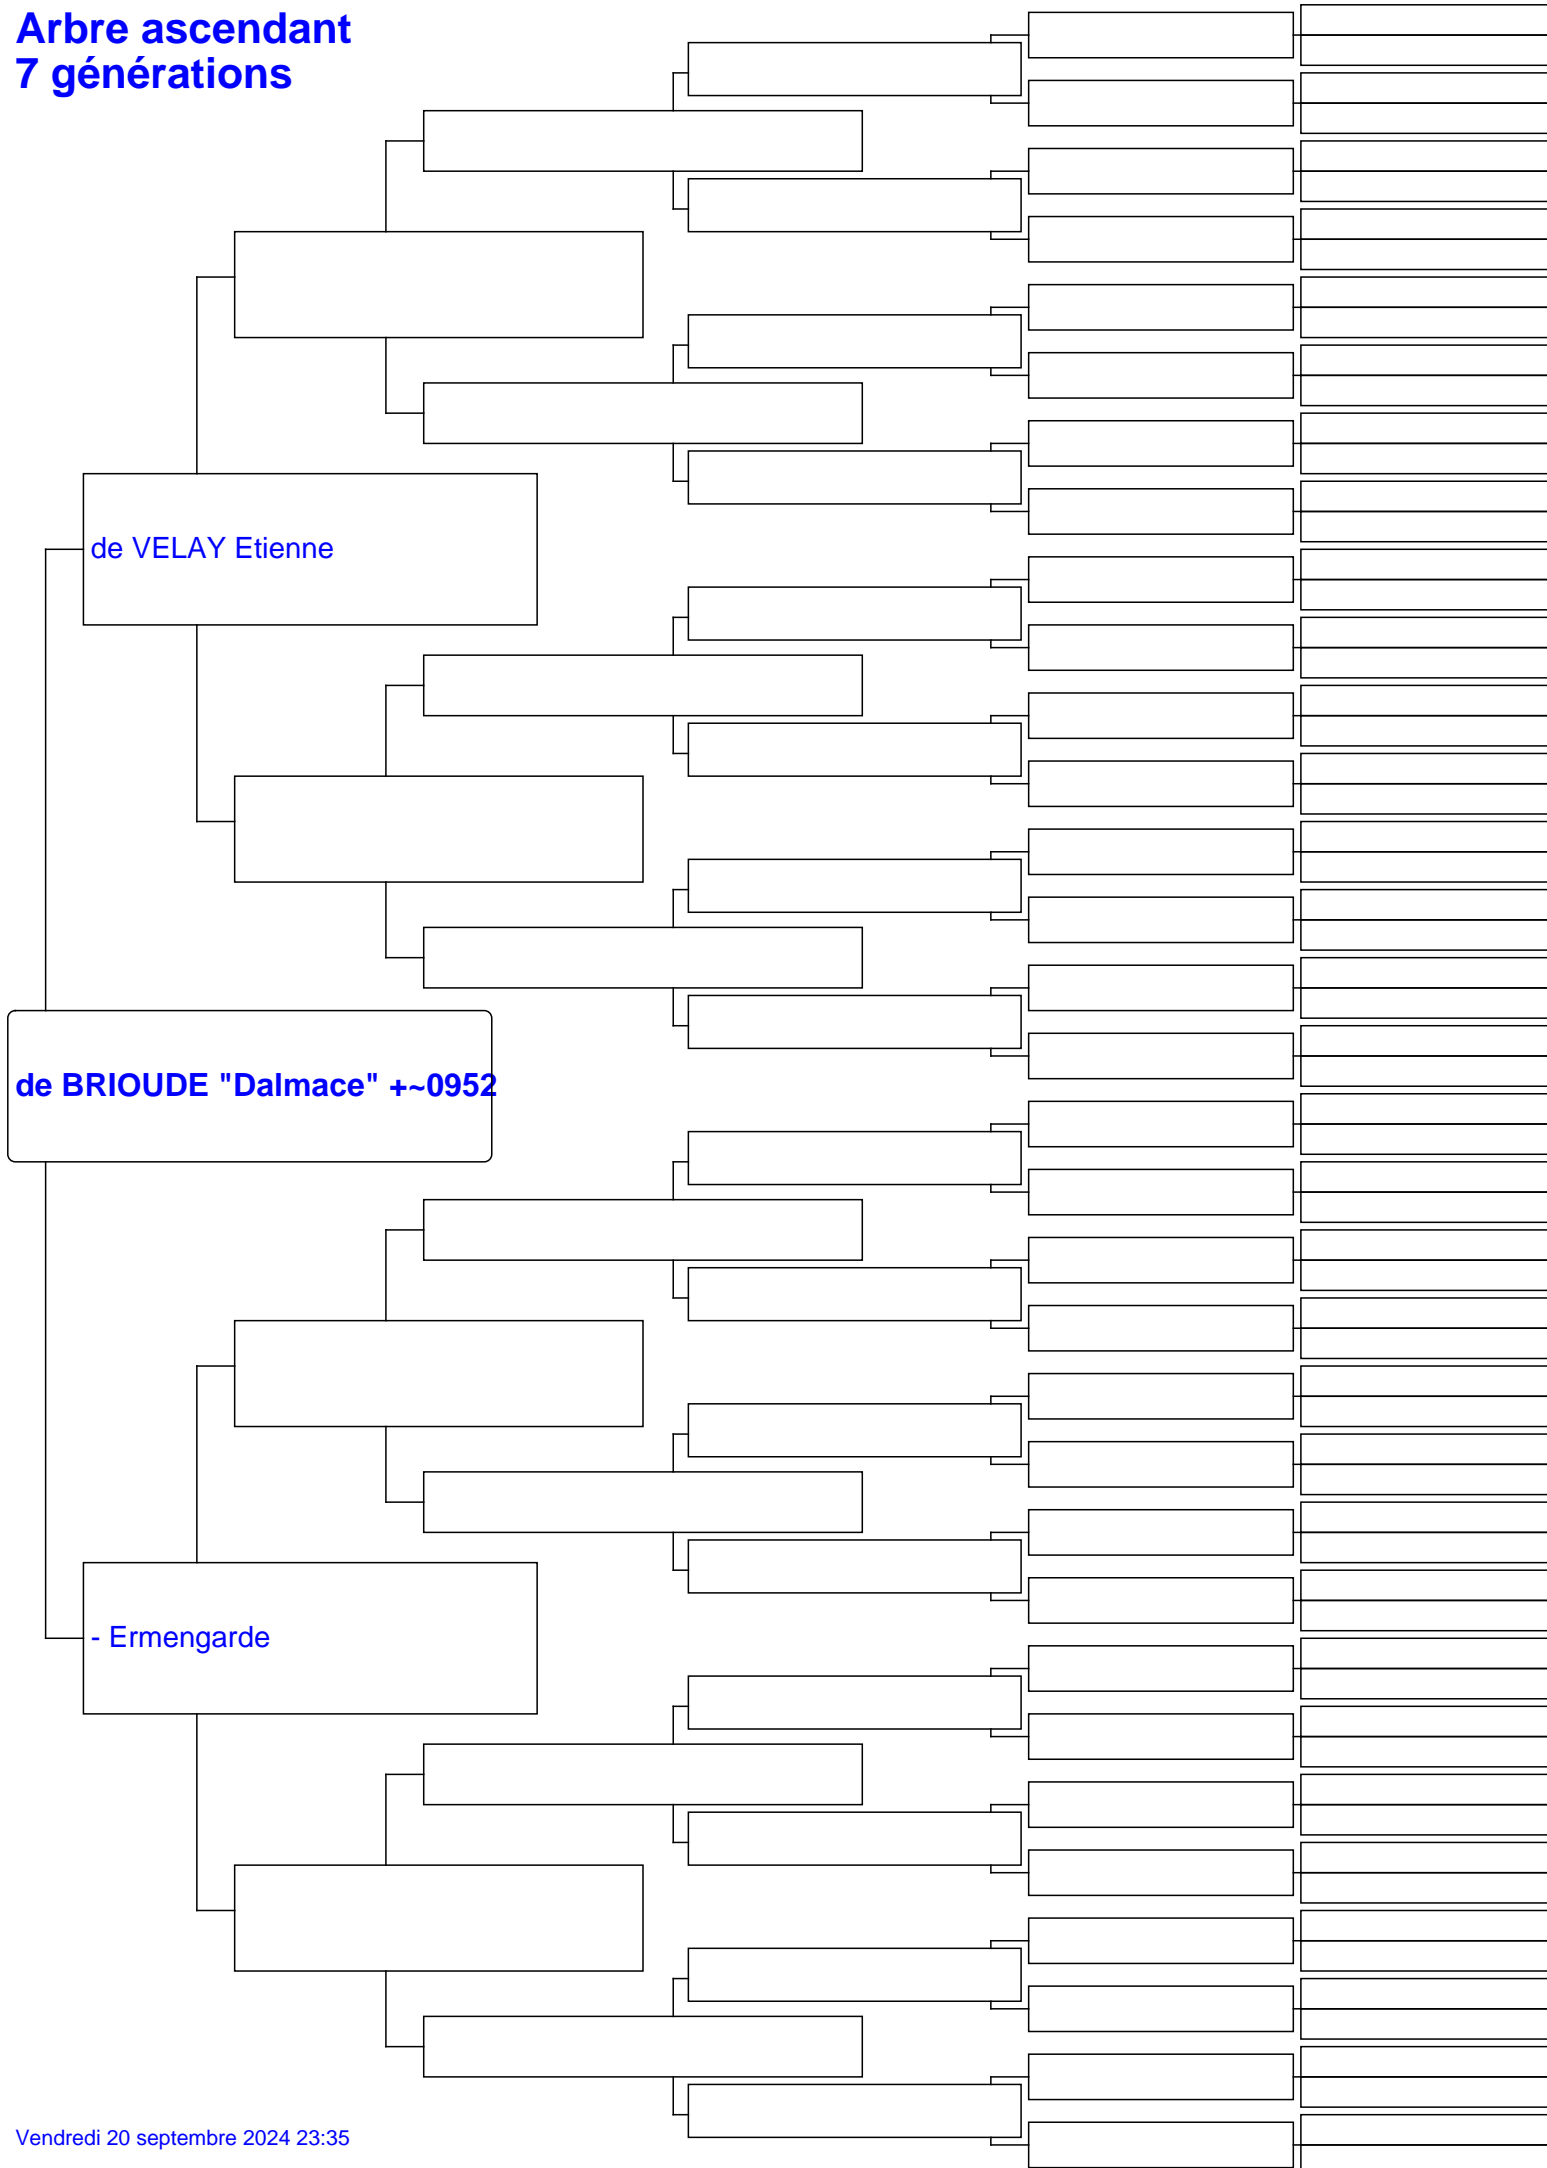 Arbre ascendant
7 générations
de VELAY Etienne
de BRIOUDE "Dalmace" +~0952
- Ermengarde
Vendredi 20 septembre 2024 23:35